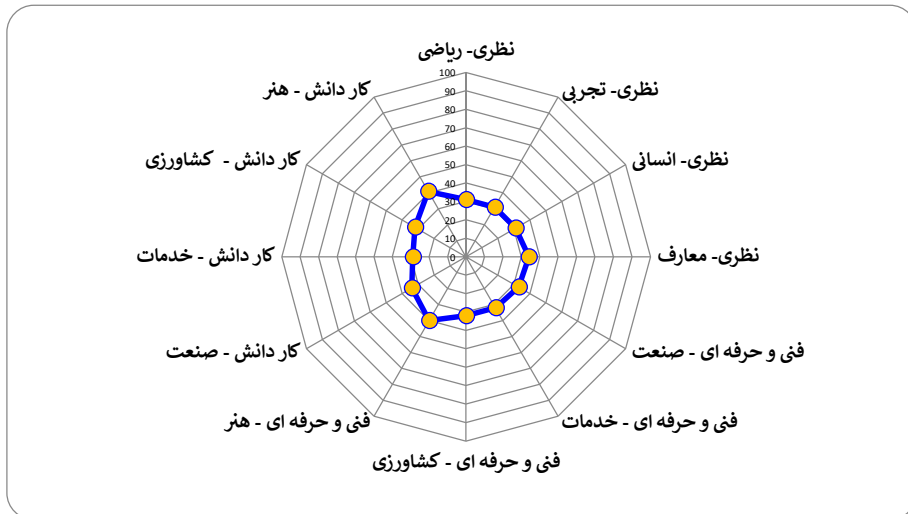 نظری- ریاضی
نظری- تجربی
نظری- انسانی
نظری- معارف
فنی و حرفه ای - صنعت
فنی و حرفه ای - خدمات
فنی و حرفه ای - کشاورزی
فنی و حرفه ای - هنر
کار دانش - صنعت
کار دانش - خدمات
کار دانش -  کشاورزی
کار دانش - هنر
100
90
80
70
60
50
40
30
20
10
0